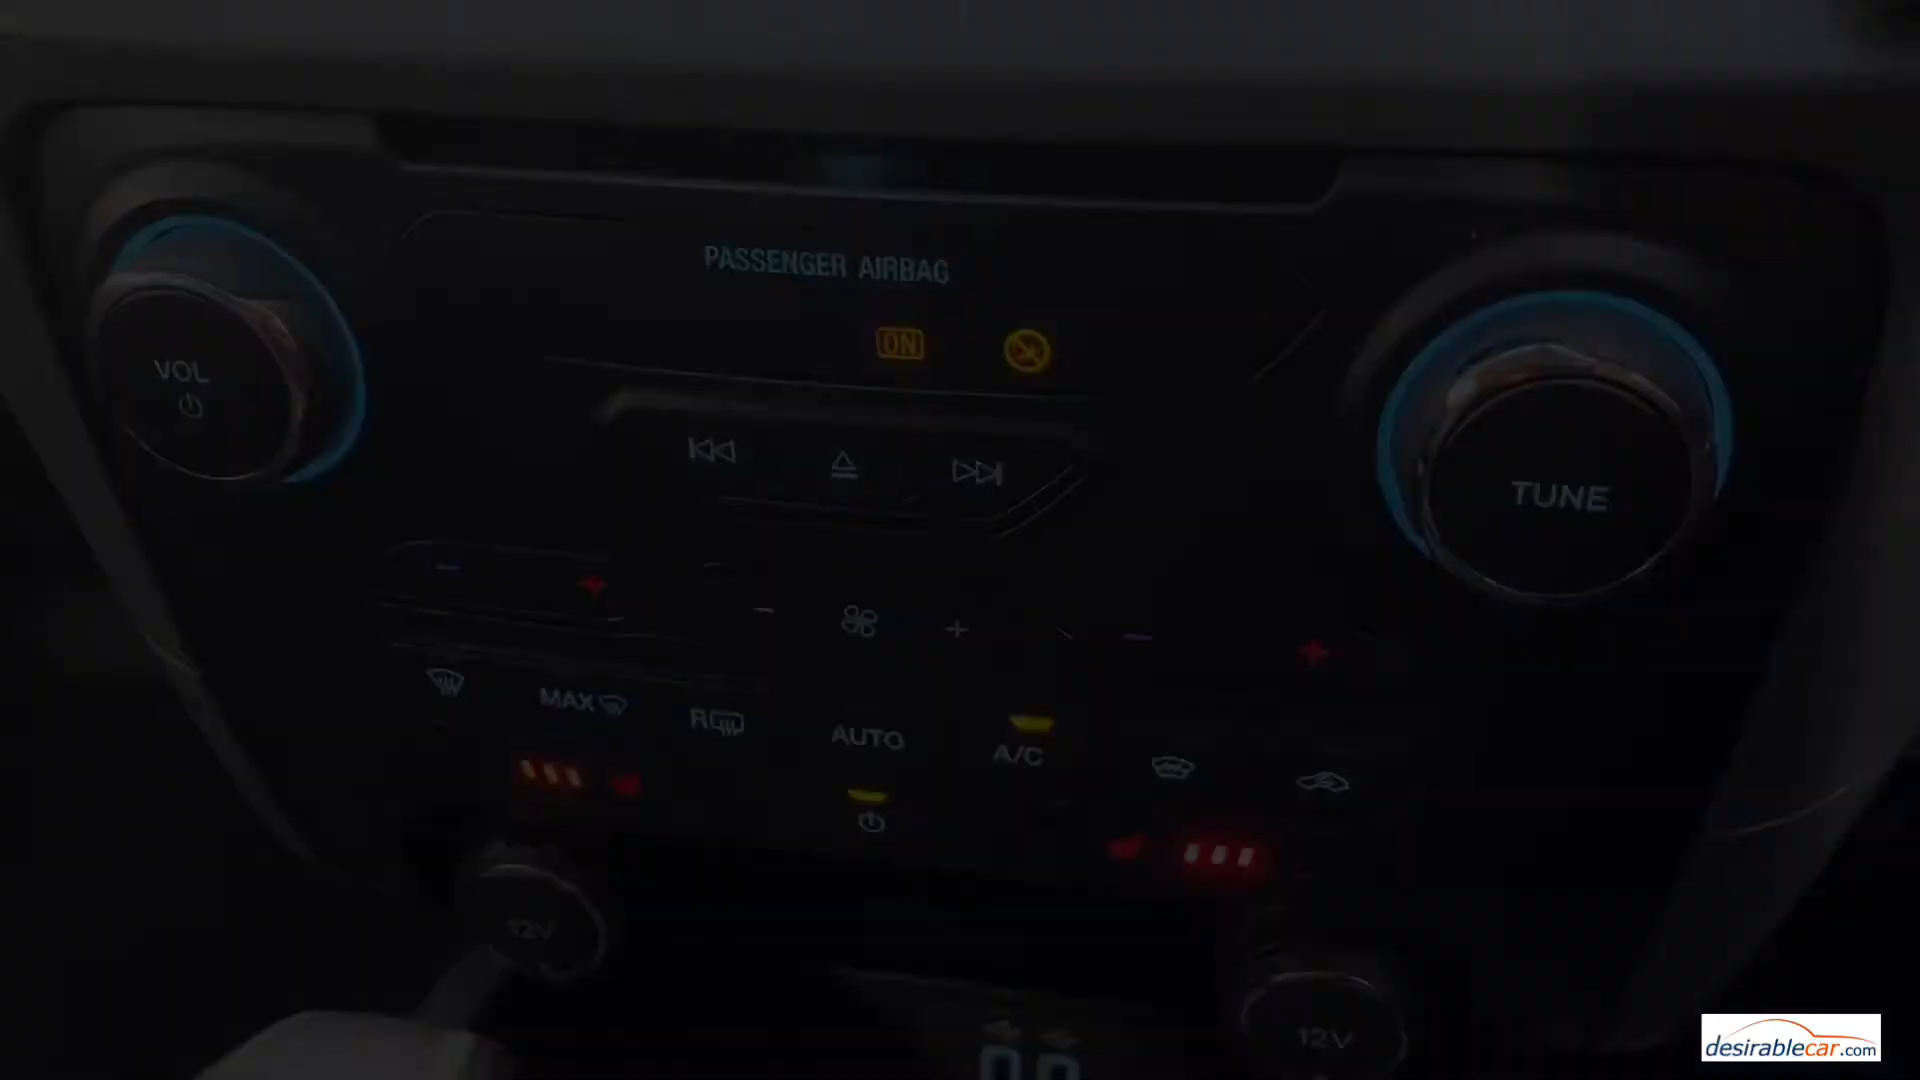 PASSENGER AIRBAG
ON
VOL
TUNE
MAX
R
AUTO
A/C
12V
12V
desirablecar.com